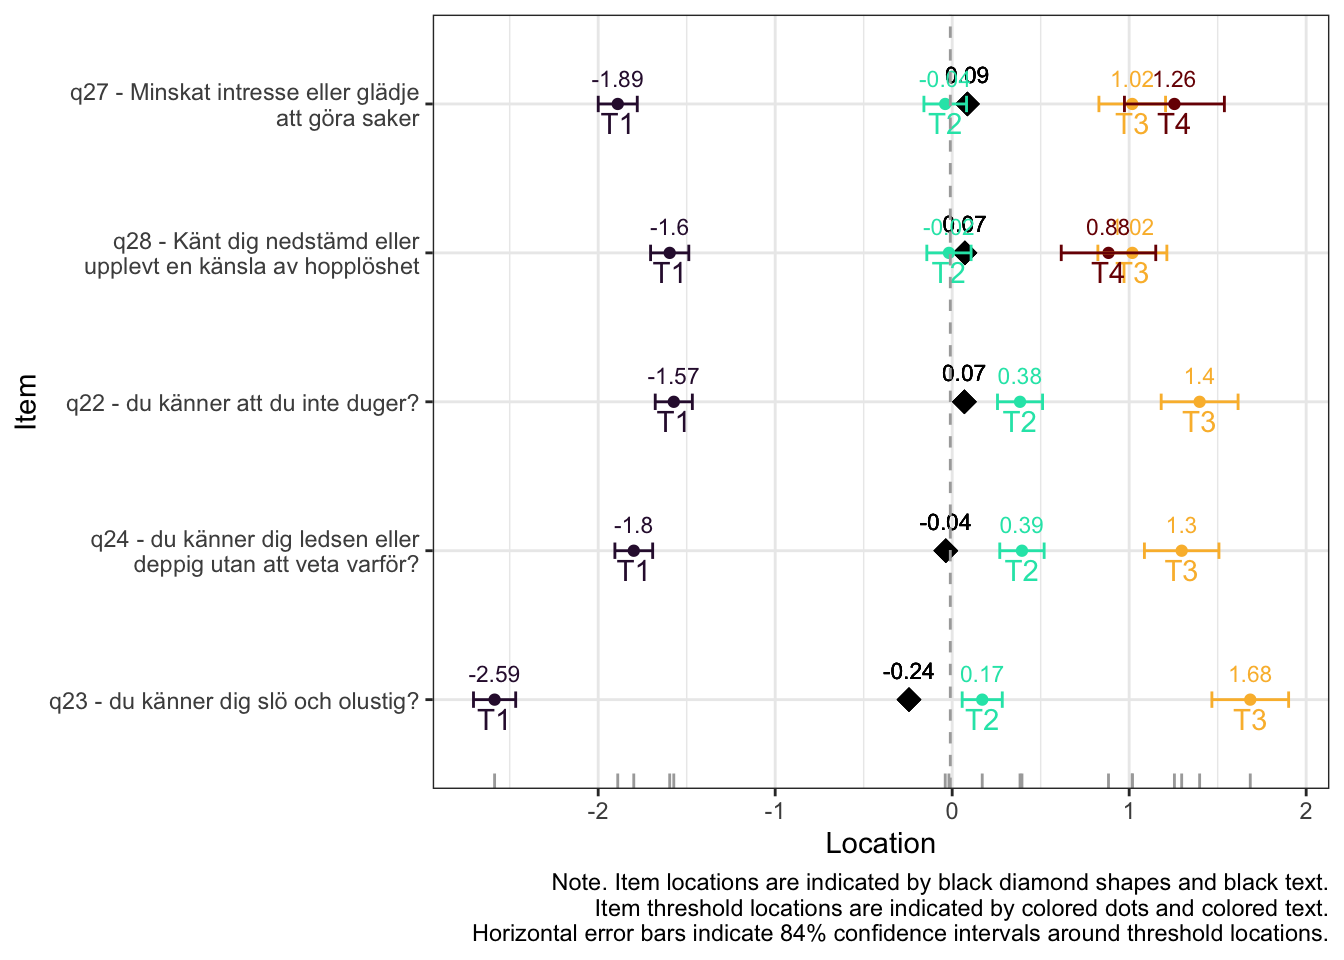 -1.89
-0.04
0.09
1.02
1.26
q27 - Minskat intresse eller glädje
att göra saker
T1
T2
T3
T4
-1.6
-0.02
0.07
0.88
1.02
q28 - Känt dig nedstämd eller
upplevt en känsla av hopplöshet
T1
T2
T4
T3
-1.57
0.07
0.38
1.4
q22 - du känner att du inte duger?
T1
T2
T3
-1.8
-0.04
0.39
1.3
q24 - du känner dig ledsen eller
deppig utan att veta varför?
T1
T2
T3
-2.59
-0.24
0.17
1.68
q23 - du känner dig slö och olustig?
T1
T2
T3
Item
-2
-1
0
1
2
Location
Note. Item locations are indicated by black diamond shapes and black text.
Item threshold locations are indicated by colored dots and colored text.
Horizontal error bars indicate 84% confidence intervals around threshold locations.